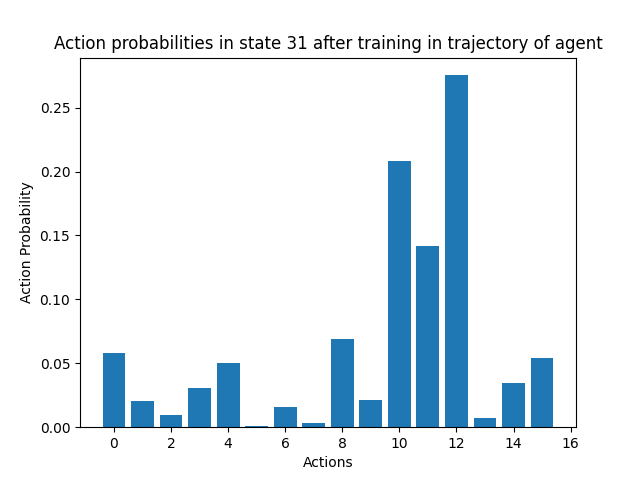 Action probabilities in state 31 after training in trajectory of agent
0.25
0.20
0.15
0.10
0.05
0.00
Action Probability
0 2 4 6 8 10 12 14 16
Actions